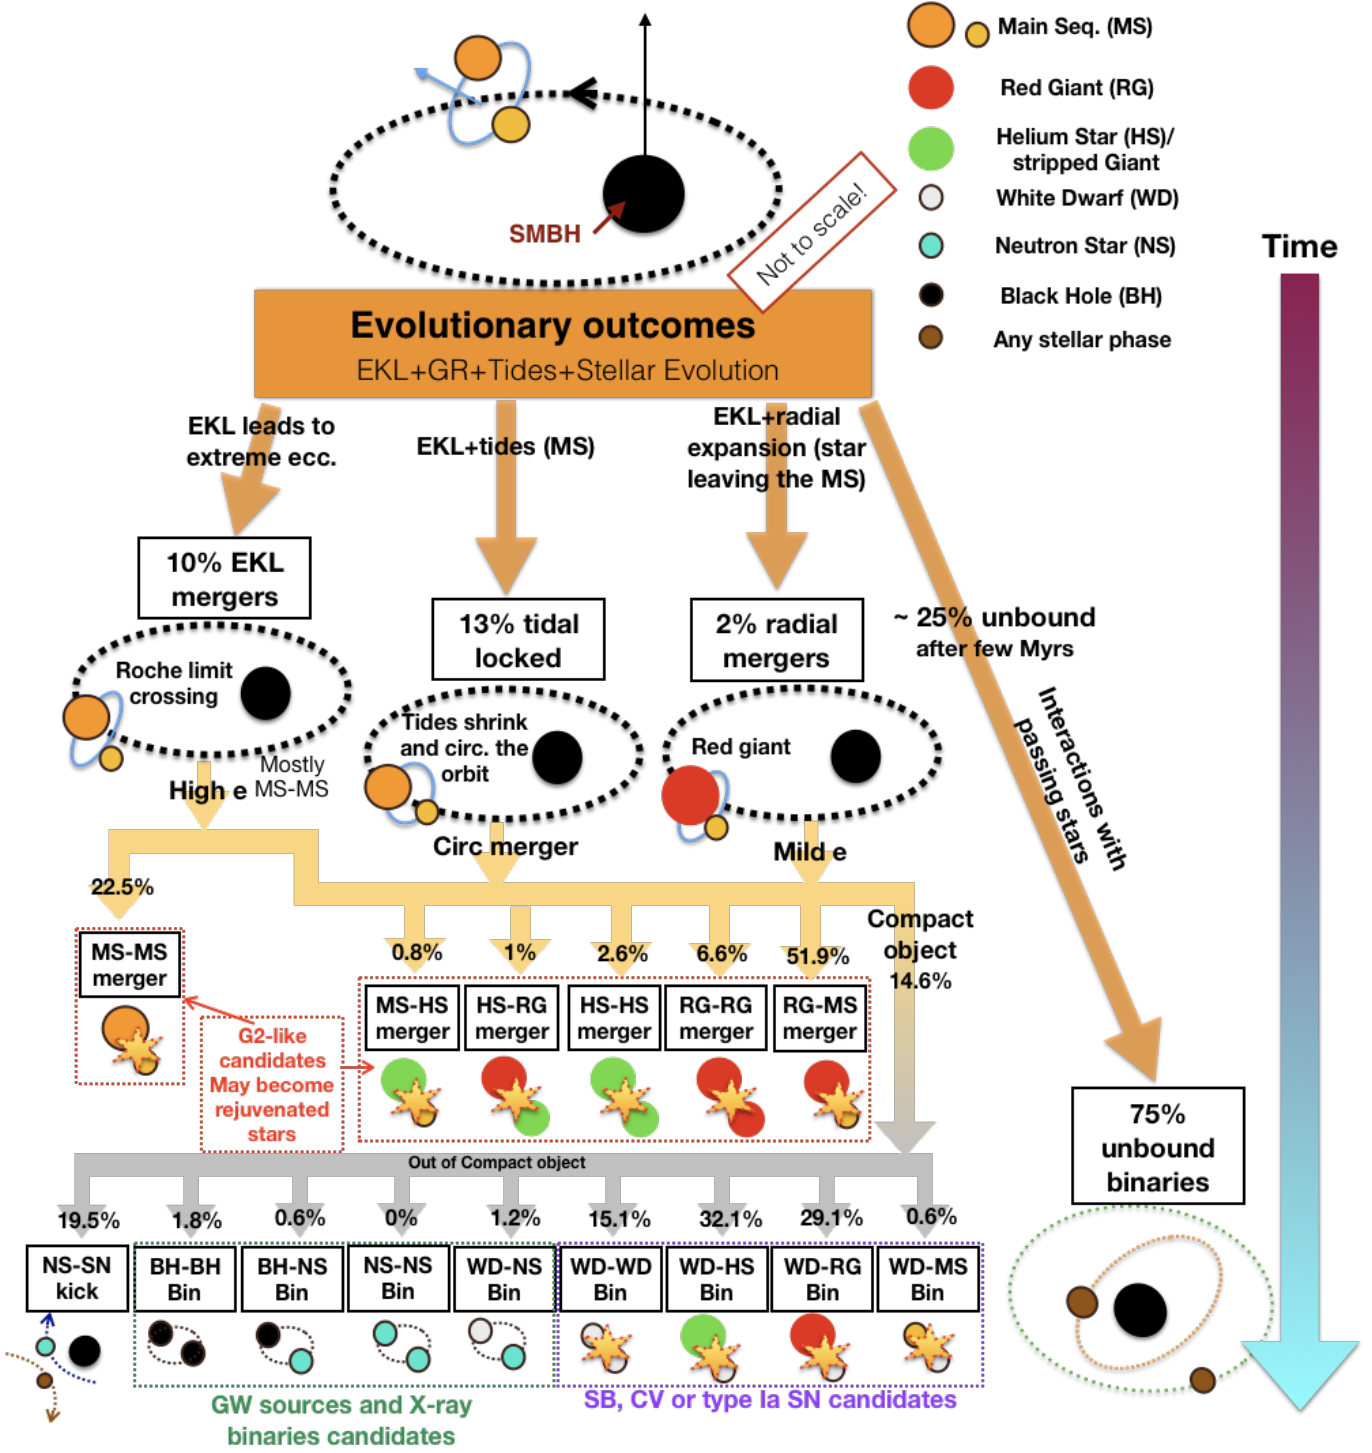 Main Seq. (MS)
Red Giant (RG)
Helium Star (HS)/
stripped Giant
White Dwarf (WD)
Neutron Star (NS)
Black Hole (BH)
Any stellar phase
Time
SMBH
Not to scale!
Evolutionary outcomes
EKL+GR+Tides+Stellar Evolution
EKL leads to
extreme ecc.
EKL+tides (MS)
EKL+radial
expansion (star
leaving the MS)
10% EKL
mergers
13% tidal
locked
2% radial
mergers
~ 25% unbound
after few Myrs
Interactions with
passing stars
Roche limit
crossing
Tides shrink
and circ. the
orbit
Red giant
High e
Mostly
MS-MS
Circ merger
Mild e
22.5%
0.8%
1%
2.6%
6.6%
51.9%
Compact
object
14.6%
MS-MS
merger
MS-HS
merger
HS-RG
merger
HS-HS
merger
RG-RG
merger
RG-MS
merger
G2-like
candidates
May become
rejuvenated
stars
75%
unbound
binaries
Out of Compact object
19.5%
1.8%
0.6%
0%
1.2%
15.1%
32.1%
29.1%
0.6%
NS-SN
kick
BH-BH
Bin
BH-NS
Bin
NS-NS
Bin
WD-NS
Bin
WD-WD
Bin
WD-HS
Bin
WD-RG
Bin
WD-MS
Bin
GW sources and X-ray
binaries candidates
SB, CV or type Ia SN candidates